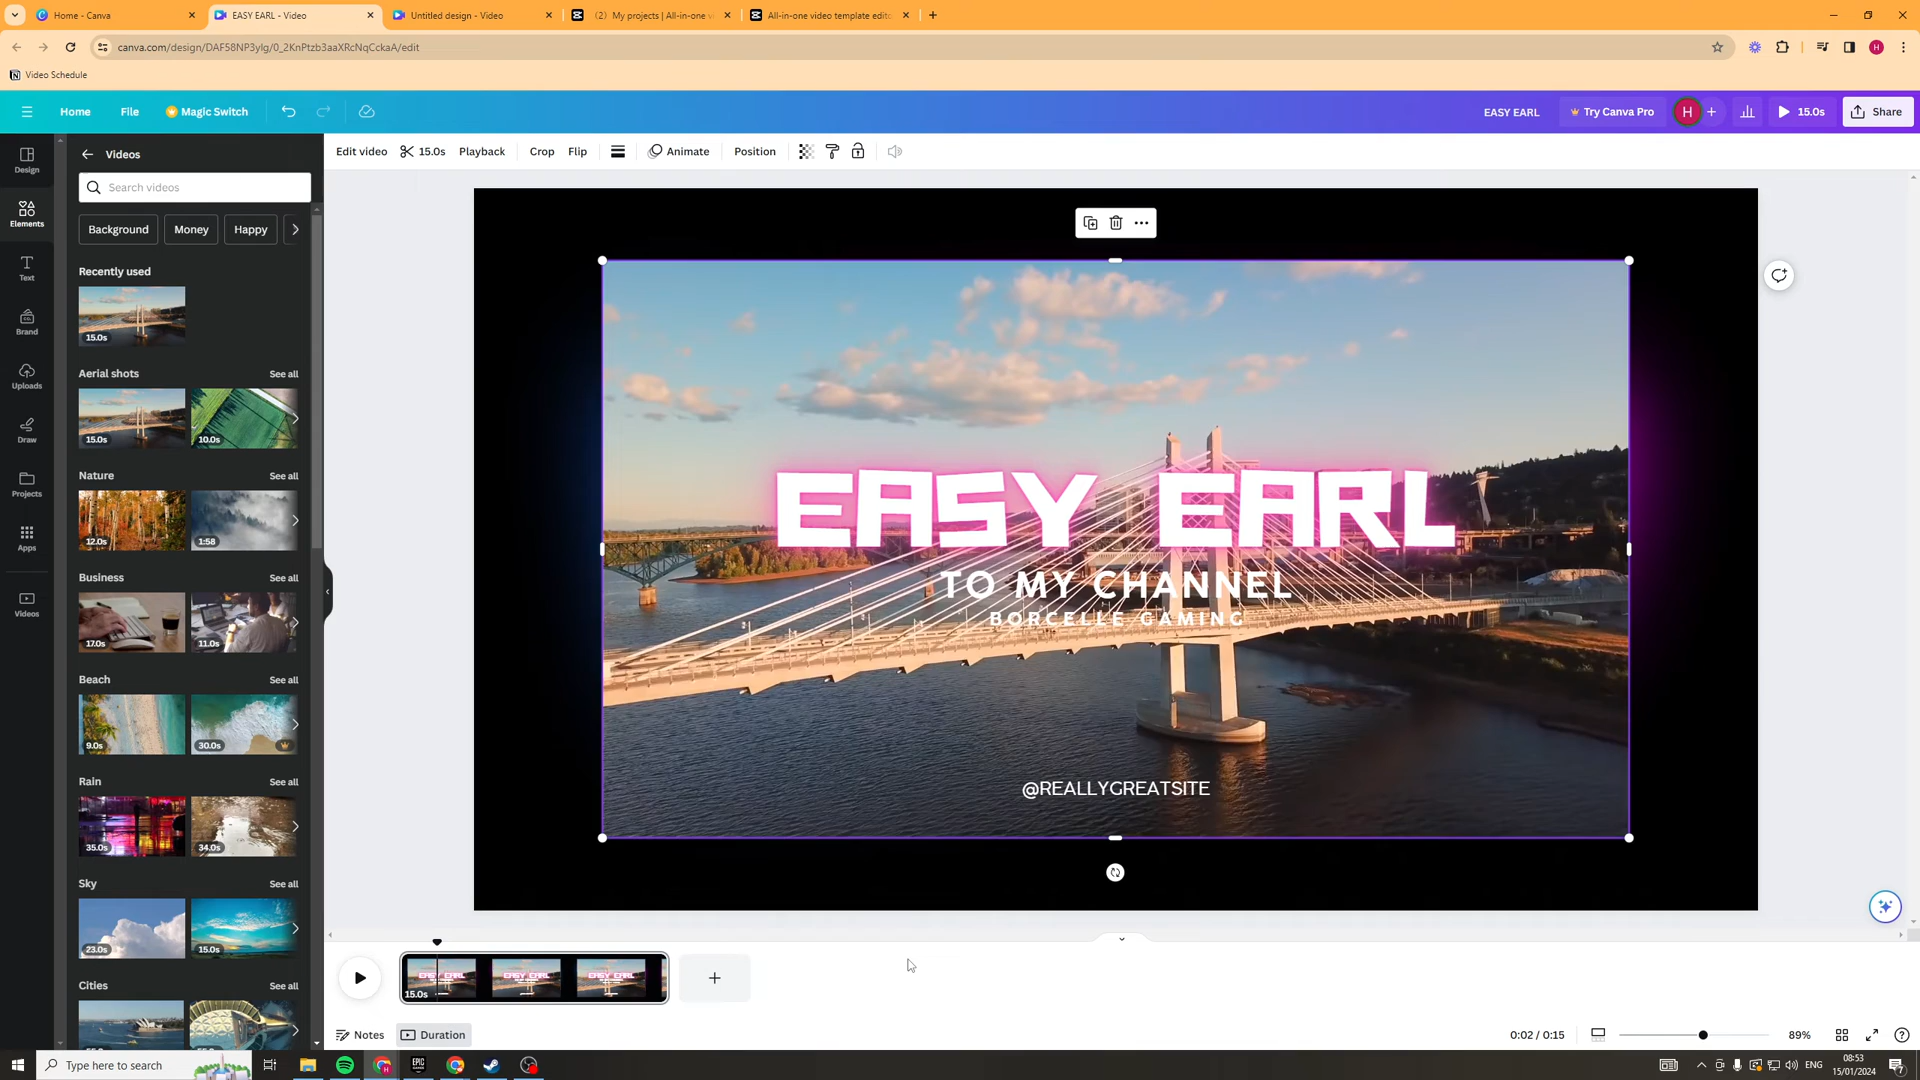 Home - Canva
EASY EARL - Video
Untitled design - Video
(2) My projects | All-in-one v
All-in-one video template edit
canva.com/design/DAF58NP3yIg/0_2KnPtzb3aaXRcNqCckaA/edit
Video Schedule
Home
File
Magic Switch
EASY EARL
Try Canva Pro
H
15.0s
Share
Design
Elements
Text
Brand
Uploads
Draw
Projects
Apps
Videos
Videos
Search videos
Background
Money
Happy
Recently used
15.0s
Aerial shots
See all
15.0s
10.0s
Nature
See all
12.0s
1:58
Business
See all
17.0s
11.0s
Beach
See all
9.0s
30.0s
Rain
See all
35.0s
34.0s
Sky
See all
23.0s
15.0s
Cities
See all
Edit video
15.0s
Playback
Crop
Flip
Animate
Position
EASY EARL
TO MY CHANNEL
BORCELLE GAMING
@REALLYGREATSITE
15.0s
Notes
Duration
0:02 / 0:15
89%
Type here to search
ENG
08:53
15/01/2024